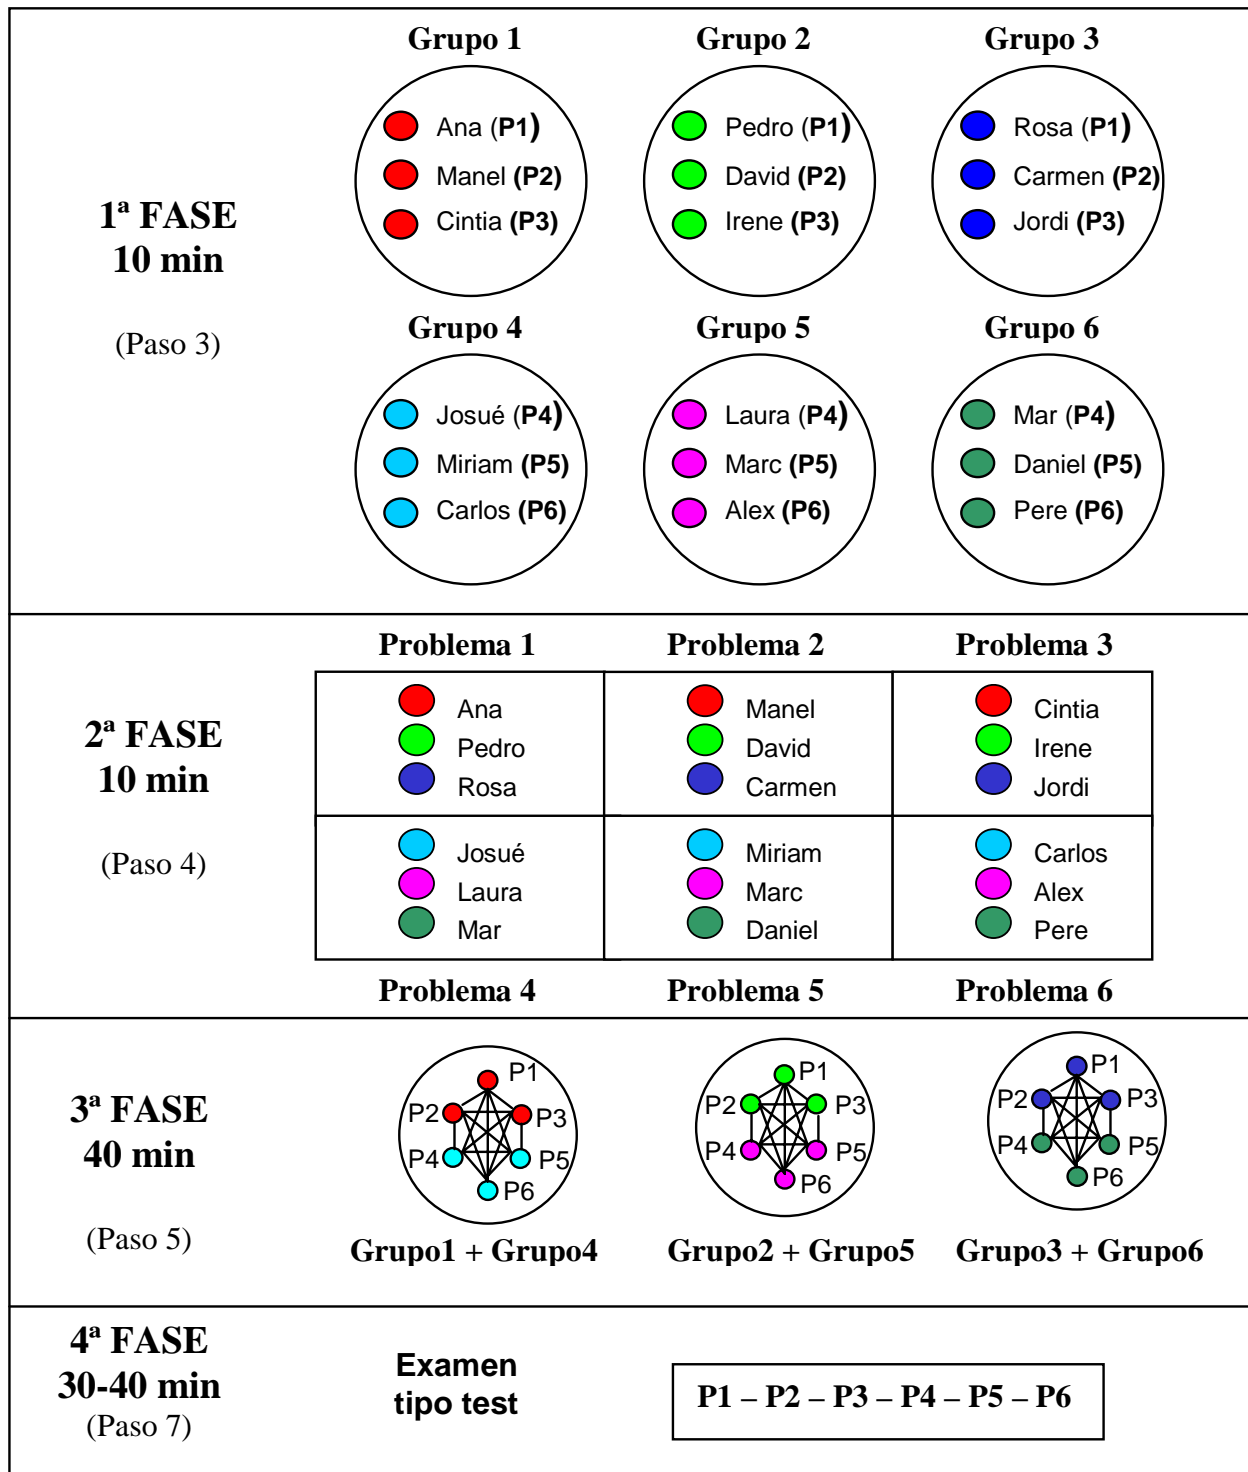 Grupo 1
Grupo 2
Grupo 3
Ana (P1)
Manel (P2)
Cintia (P3)
Pedro (P1)
David (P2)
Irene (P3)
Rosa (P1)
Carmen (P2)
Jordi (P3)
1ª FASE
10 min
(Paso 3)
Grupo 4
Grupo 5
Grupo 6
Josué (P4)
Miriam (P5)
Carlos (P6)
Laura (P4)
Marc (P5)
Alex (P6)
Mar (P4)
Daniel (P5)
Pere (P6)
2ª FASE
10 min
(Paso 4)
Problema 1
Problema 2
Problema 3
Ana
Pedro
Rosa
Manel
David
Carmen
Cintia
Irene
Jordi
Josué
Laura
Mar
Miriam
Marc
Daniel
Carlos
Alex
Pere
Problema 4
Problema 5
Problema 6
3ª FASE
40 min
(Paso 5)
P1
P2
P3
P4
P5
P6
Grupo1 + Grupo4
P1
P2
P3
P4
P5
P6
Grupo2 + Grupo5
P1
P2
P3
P4
P5
P6
Grupo3 + Grupo6
4ª FASE
30-40 min
(Paso 7)
Examen
tipo test
P1 – P2 – P3 – P4 – P5 – P6